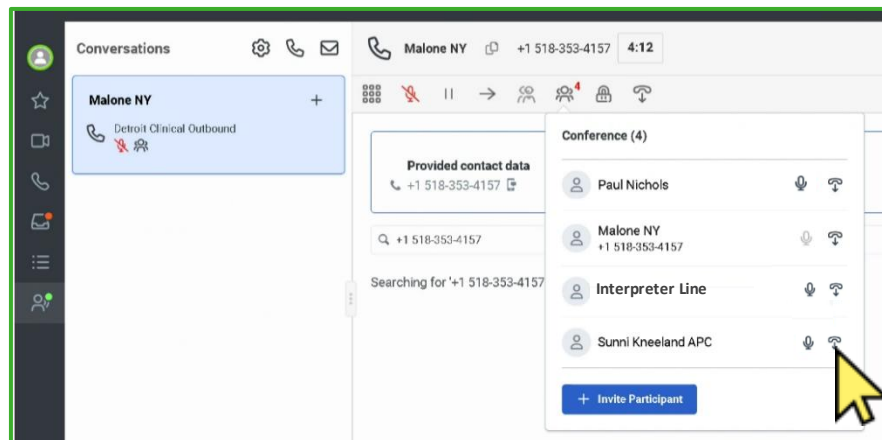 Conversations
Malone NY
+1 518-353-4157
4:12
Malone NY
+
Detroit Clinical Outbound
4
Provided contact data
+1 518-353-4157
+1 518-353-4157
Searching for '+1 518-353-4157
Conference (4)
Paul Nichols
Malone NY
+1 518-353-4157
Interpreter Line
Sunni Kneeland APC
+ Invite Participant